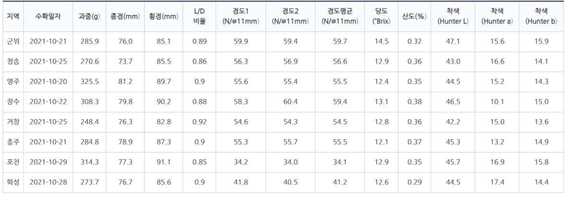 지역 수확일자 과중(g) 종경(mm) 횡경(mm) L/D 비율 경도1 (N/ø11mm) 경도2 (N/ø11mm) 경도평균 (N/ø11mm) 당도 (°Brix) 산도(%) 착색 (Hunter L) 착색 (Hunter a) 착색 (Hunter b)
군위 2021-10-21 285.9 76.0 85.1 0.89 59.9 59.4 59.7 14.5 0.32 47.1 15.6 15.9
청송 2021-10-25 270.6 73.7 85.5 0.86 56.3 56.9 56.6 12.9 0.36 43.0 16.6 14.1
영주 2021-10-20 325.5 81.2 89.7 0.9 55.6 55.4 55.5 12.4 0.35 44.5 15.2 14.3
장수 2021-10-22 308.3 79.8 90.2 0.88 58.3 60.4 59.4 13.1 0.38 46.5 10.1 15.0
거창 2021-10-25 248.4 76.3 82.8 0.92 54.6 54.3 54.5 12.8 0.36 42.2 15.0 13.6
충주 2021-10-21 284.8 78.9 87.3 0.9 55.3 55.7 55.5 12.1 0.37 45.3 13.2 14.9
포천 2021-10-29 314.3 77.3 91.1 0.85 34.2 34.0 34.1 12.9 0.35 45.7 16.9 15.8
화성 2021-10-28 273.7 76.7 85.6 0.9 41.8 40.5 41.2 12.6 0.29 44.5 17.4 14.4